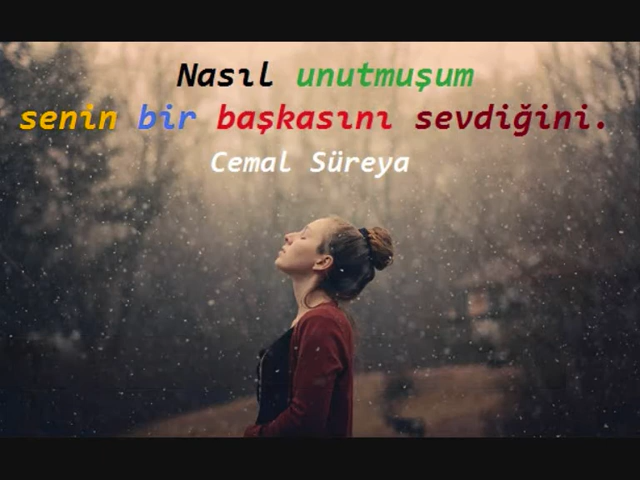 Nasıl unutmuşum
senin bir başkasını sevdiğini.
Cemal Süreya